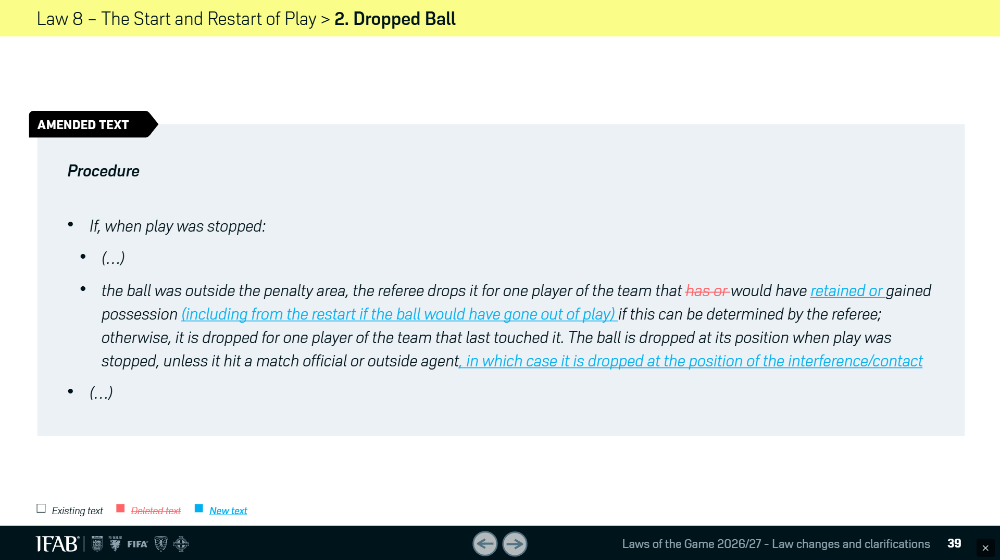 Law 8 – The Start and Restart of Play > 2. Dropped Ball
AMENDED TEXT
Procedure
• If, when play was stopped:
• (…)
• the ball was outside the penalty area, the referee drops it for one player of the team that has or would have retained or gained
possession (including from the restart if the ball would have gone out of play) if this can be determined by the referee;
otherwise, it is dropped for one player of the team that last touched it. The ball is dropped at its position when play was
stopped, unless it hit a match official or outside agent, in which case it is dropped at the position of the interference/contact
• (…)
Existing text Deleted text New text
IFAB® FA WALES FIFA® Laws of the Game 2026/27 - Law changes and clarifications 39